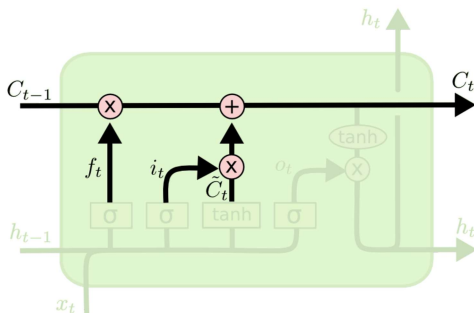 h_t
C_{t-1}
x
+
C_t
tanh
f_t
i_t
x
o_t
x
C̃_t
σ
σ
tanh
σ
h_{t-1}
h_t
x_t